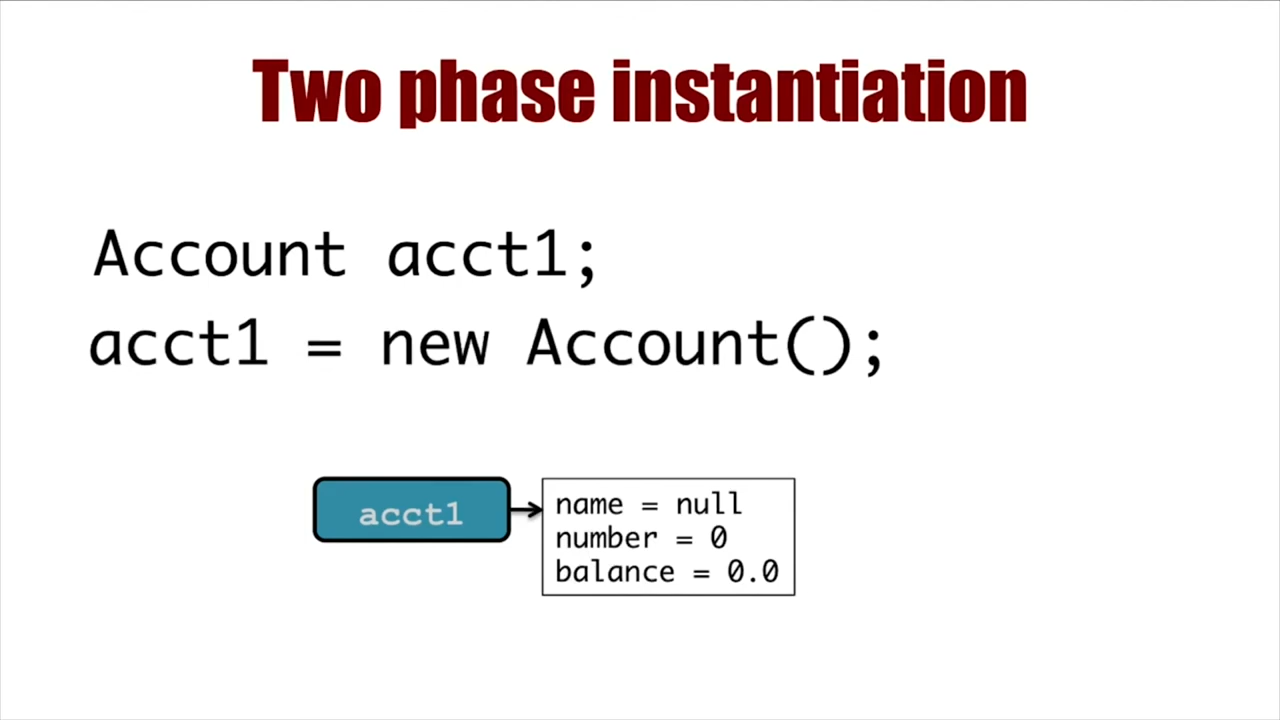 Two phase instantiation
Account acct1;
acct1 = new Account();
acct1
name = null
number = 0
balance = 0.0